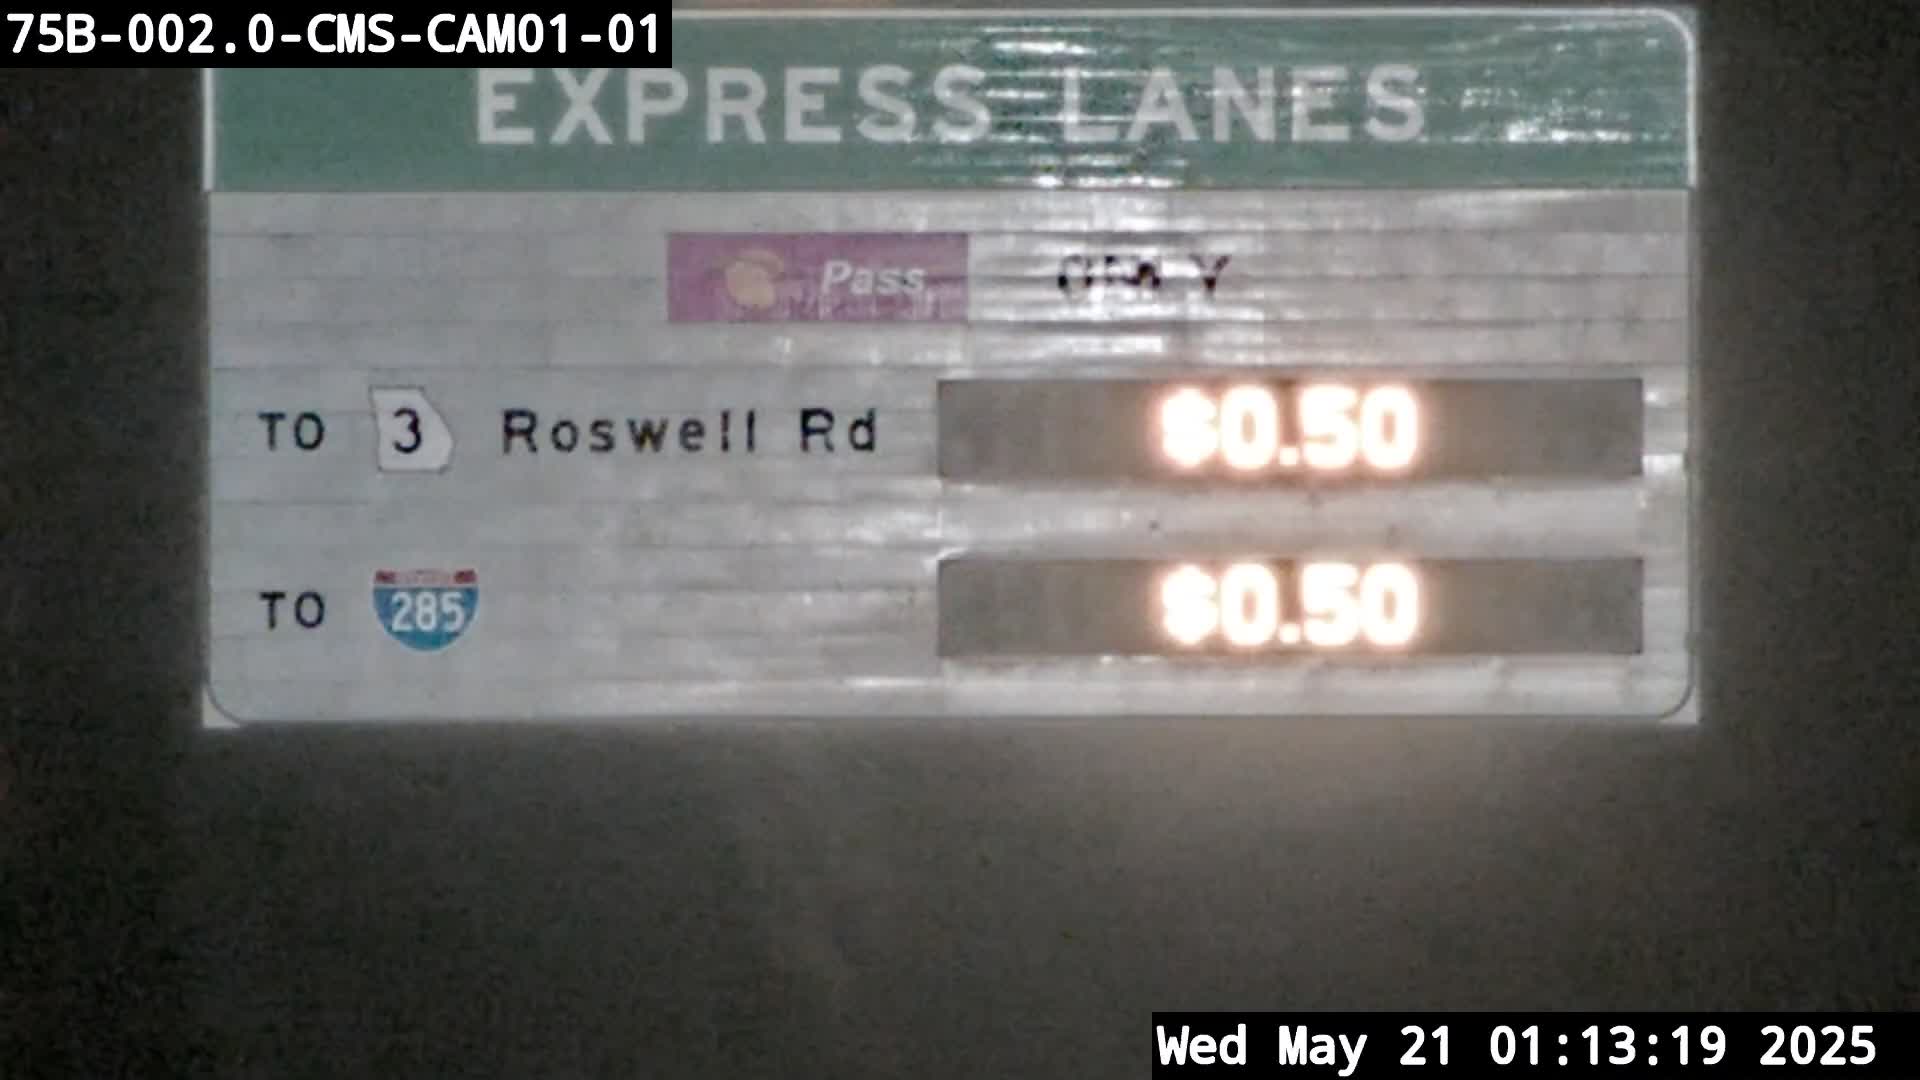 75B-002.0-CMS-CAM01-01
EXPRESS LANES
Pass ONLY
TO 3 Roswell Rd $0.50
TO 285 $0.50
Wed May 21 01:13:19 2025